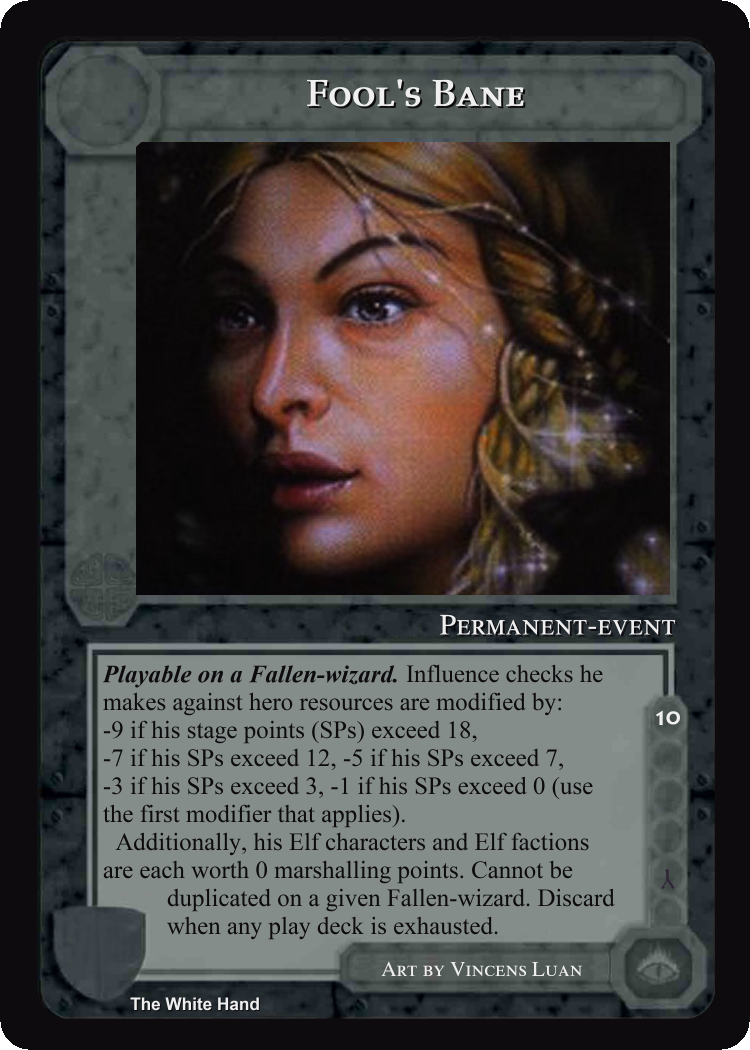 Fool's Bane
Permanent-event
Playable on a Fallen-wizard. Influence checks he
makes against hero resources are modified by:
-9 if his stage points (SPs) exceed 18,
-7 if his SPs exceed 12, -5 if his SPs exceed 7,
-3 if his SPs exceed 3, -1 if his SPs exceed 0 (use
the first modifier that applies).
Additionally, his Elf characters and Elf factions
are each worth 0 marshalling points. Cannot be
duplicated on a given Fallen-wizard. Discard
when any play deck is exhausted.
10
Art by Vincens Luan
The White Hand